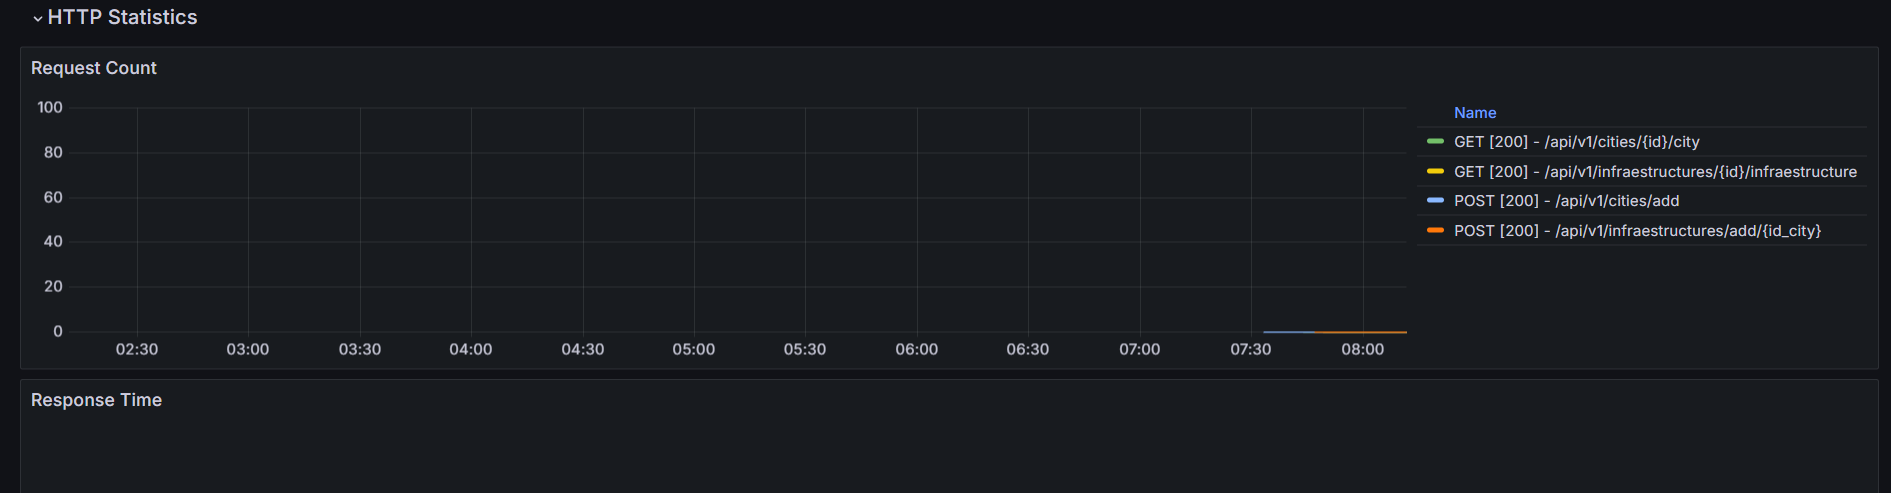 HTTP Statistics
Request Count
100
80
60
40
20
0
02:30 03:00 03:30 04:00 04:30 05:00 05:30 06:00 06:30 07:00 07:30 08:00
Name
GET [200] - /api/v1/cities/{id}/city
GET [200] - /api/v1/infraestructures/{id}/infraestructure
POST [200] - /api/v1/cities/add
POST [200] - /api/v1/infraestructures/add/{id_city}
Response Time